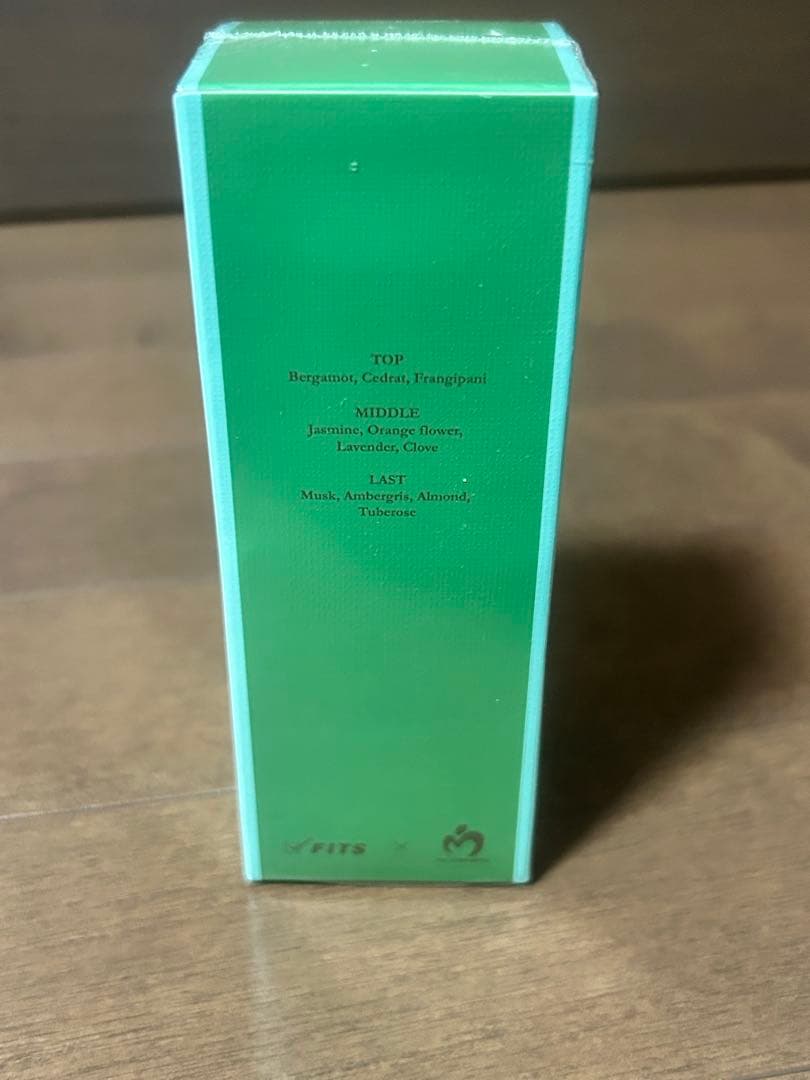 TOP
Bergamot, Cedrat, Frangipani
MIDDLE
Jasmine, Orange flower,
Lavender, Clove
LAST
Musk, Ambergris, Almond,
Tuberose
FITS ×